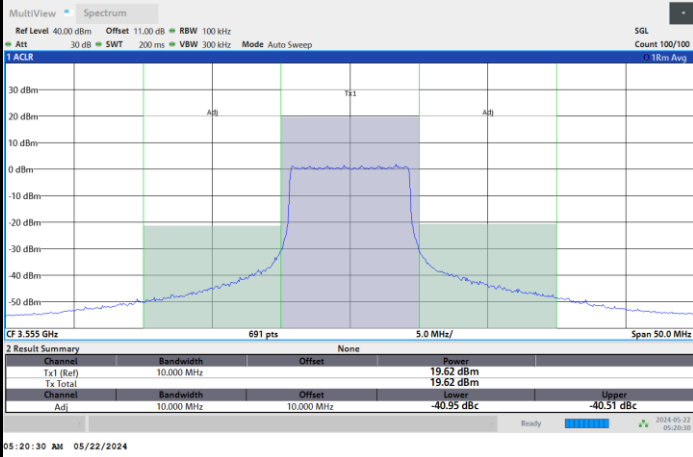 MultiView Spectrum
Ref Level 40.00 dBm Offset 11.00 dB RBW 100 kHz SGL
Att 30 dB SWT 200 ms VBW 300 kHz Mode Auto Sweep Count 100/100
1 ACLR 1Rm Avg
30 dBm
Tx1
Adj Adj
20 dBm
10 dBm
0 dBm
-10 dBm
-20 dBm
-30 dBm
-40 dBm
-50 dBm
CF 3.555 GHz 691 pts 5.0 MHz/ Span 50.0 MHz
2 Result Summary None
Channel Bandwidth Offset Power
Tx1 (Ref) 10.000 MHz 19.62 dBm
Tx Total 19.62 dBm
Channel Bandwidth Offset Lower Upper
Adj 10.000 MHz 10.000 MHz -40.95 dBc -40.51 dBc
Ready 2024-05-22
05:20:30
05:20:30 AM 05/22/2024